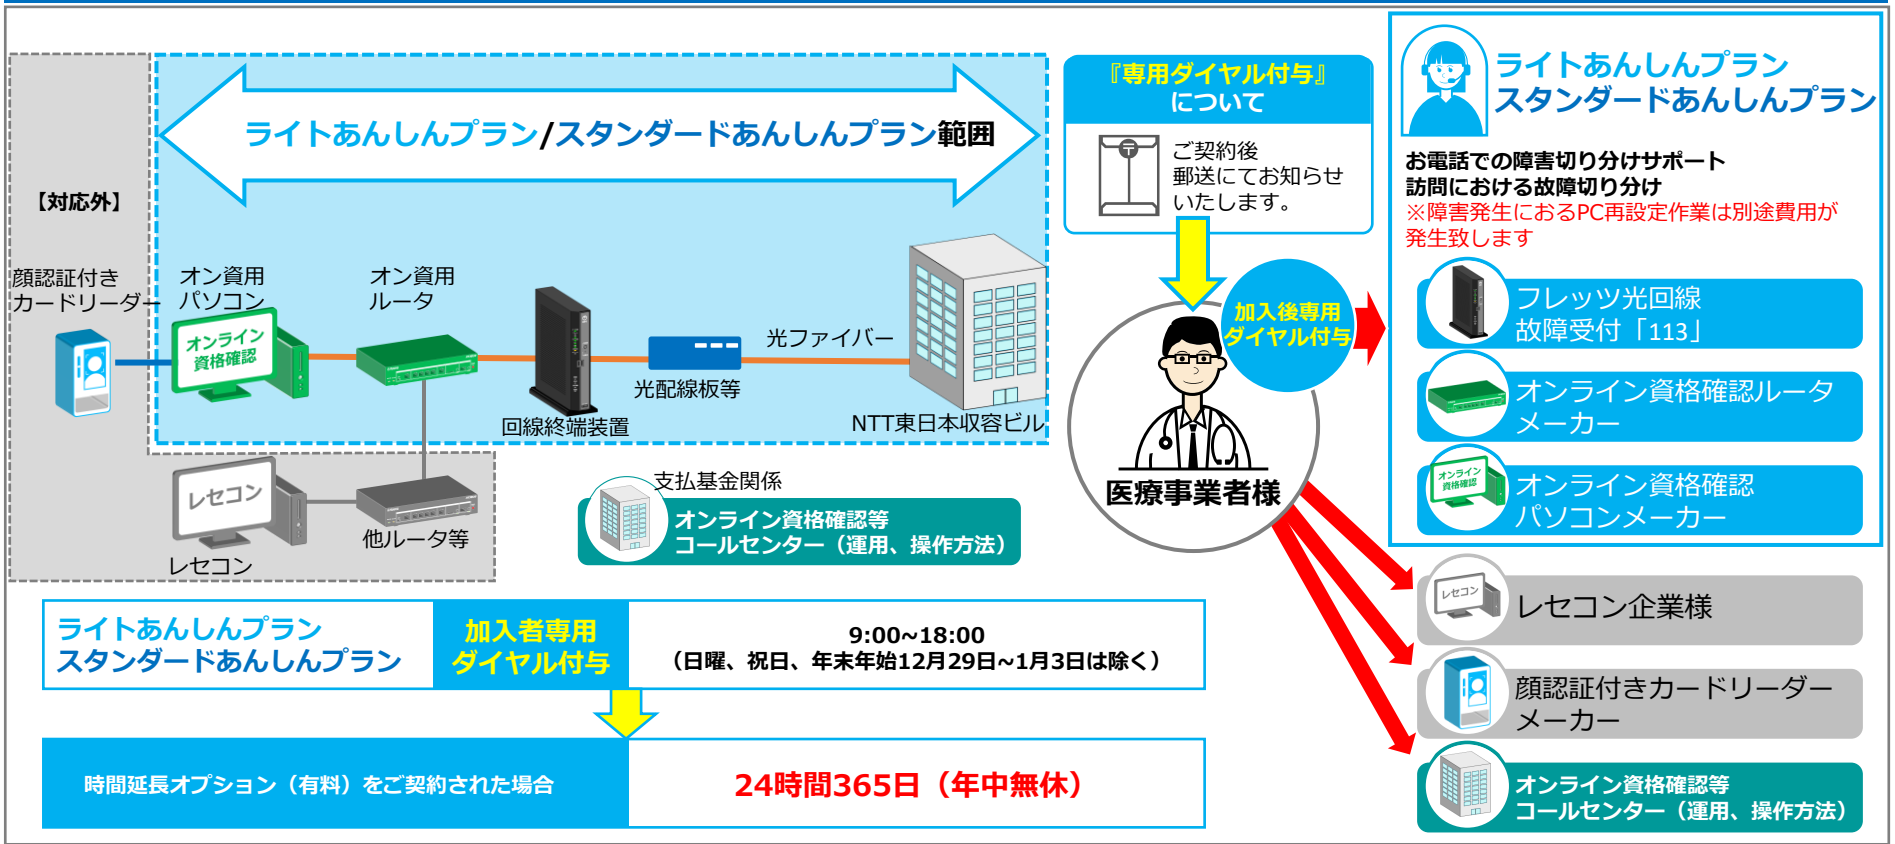 ライトあんしんプラン/スタンダードあんしんプラン範囲
【対応外】
顔認証付き
カードリーダー
オン資用
パソコン
オン資用
ルータ
オンライン
資格確認
光ファイバー
光配線板等
回線終端装置
NTT東日本収容ビル
レセコン
レセコン
他ルータ等
支払基金関係
オンライン資格確認等
コールセンター（運用、操作方法）
『専用ダイヤル付与』
について
ご契約後
郵送にてお知らせ
いたします。
加入後専用
ダイヤル付与
医療事業者様
ライトあんしんプラン
スタンダードあんしんプラン
お電話での障害切り分けサポート
訪問における故障切り分け
※障害発生におるPC再設定作業は別途費用が
発生致します
フレッツ光回線
故障受付「113」
オンライン資格確認ルータ
メーカー
オンライン
資格確認
オンライン資格確認
パソコンメーカー
レセコン
レセコン企業様
顔認証付きカードリーダー
メーカー
オンライン資格確認等
コールセンター（運用、操作方法）
ライトあんしんプラン
スタンダードあんしんプラン
加入者専用
ダイヤル付与
9:00~18:00
（日曜、祝日、年末年始12月29日~1月3日は除く）
時間延長オプション（有料）をご契約された場合
24時間365日（年中無休）